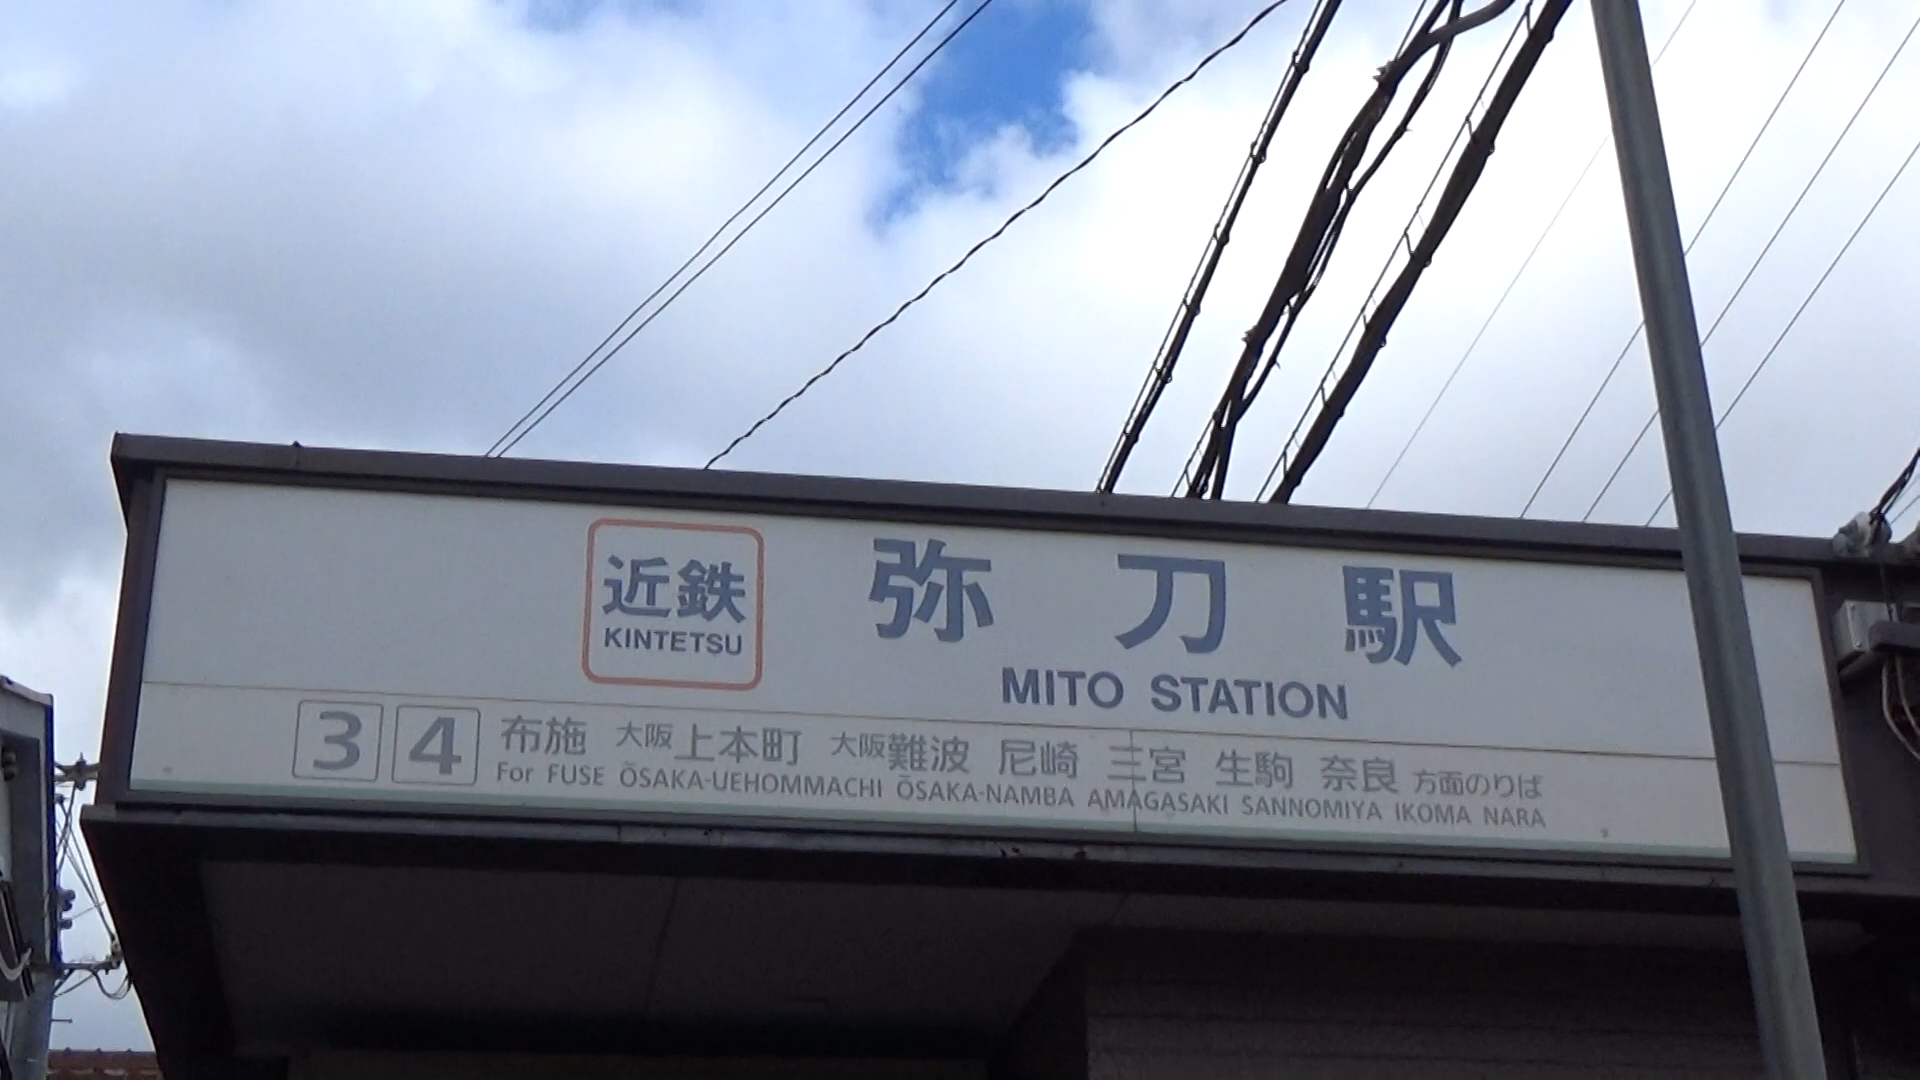 近鉄
KINTETSU
弥刀駅
MITO STATION
3 4 布施 大阪上本町 大阪難波 尼崎 三宮 生駒 奈良 方面のりば
For FUSE ŌSAKA-UEHOMMACHI ŌSAKA-NAMBA AMAGASAKI SANNOMIYA IKOMA NARA